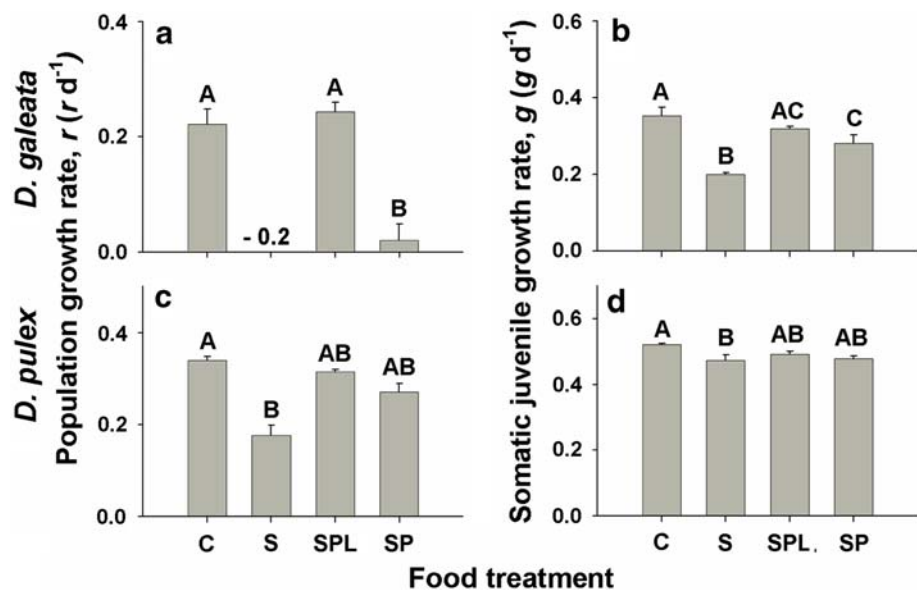 D. galeata
D. pulex
Population growth rate, r (r d-1)
a
0.4
0.2
0.0
A
- 0.2
A
B
c
0.4
0.2
0.0
A
B
AB
AB
C S SPL SP
Somatic juvenile growth rate, g (g d-1)
b
0.6
0.4
0.2
0.0
A
B
AC
C
d
0.6
0.4
0.2
0.0
A
B
AB
AB
C S SPL , SP
Food treatment